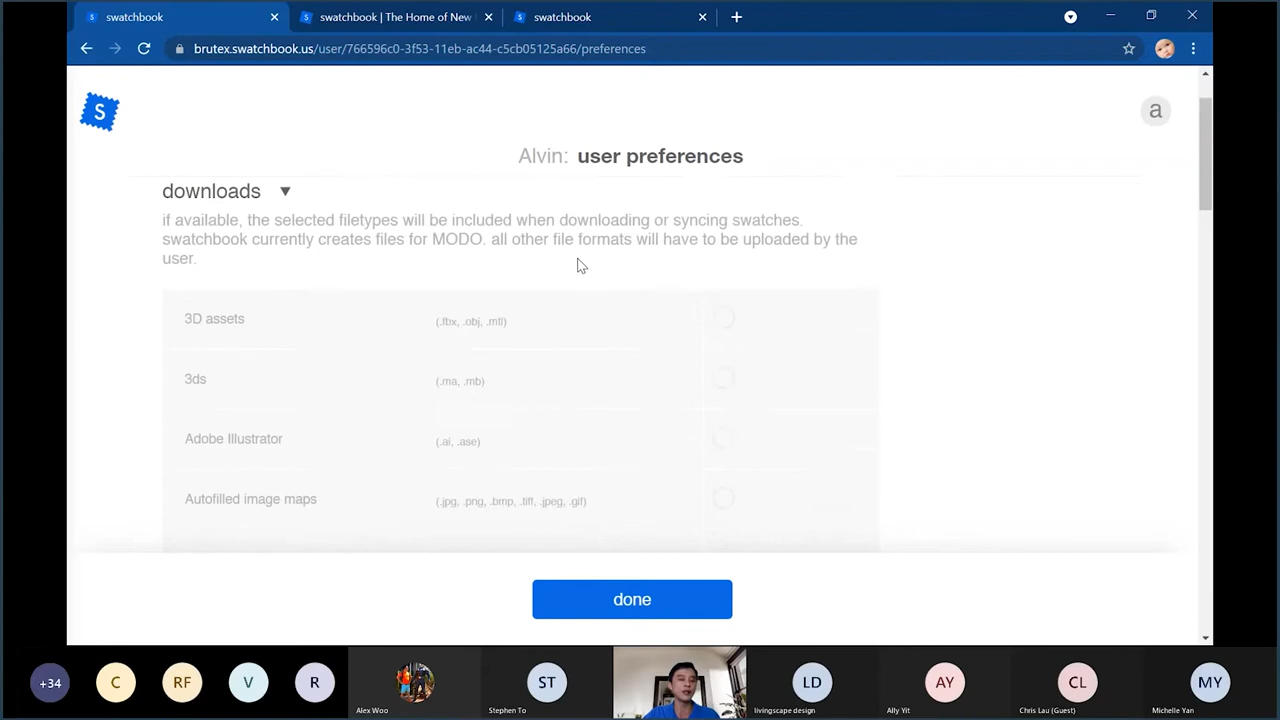 swatchbook
swatchbook | The Home of New
swatchbook
brutex.swatchbook.us/user/766596c0-3f53-11eb-ac44-c5cb05125a66/preferences
S
a
Alvin: user preferences
downloads
if available, the selected filetypes will be included when downloading or syncing swatches.
swatchbook currently creates files for MODO. all other file formats will have to be uploaded by the
user.
3D assets (.fbx, .obj, .mtl)
3ds (.ma, .mb)
Adobe Illustrator (.ai, .ase)
Autofilled image maps (.jpg, .png, .bmp, .tiff, .jpeg, .gif)
done
+34 C RF V R ST LD AY CL MY
Alex Woo Stephen To livingscape design Ally Yit Chris Lau (Guest) Michelle Yan